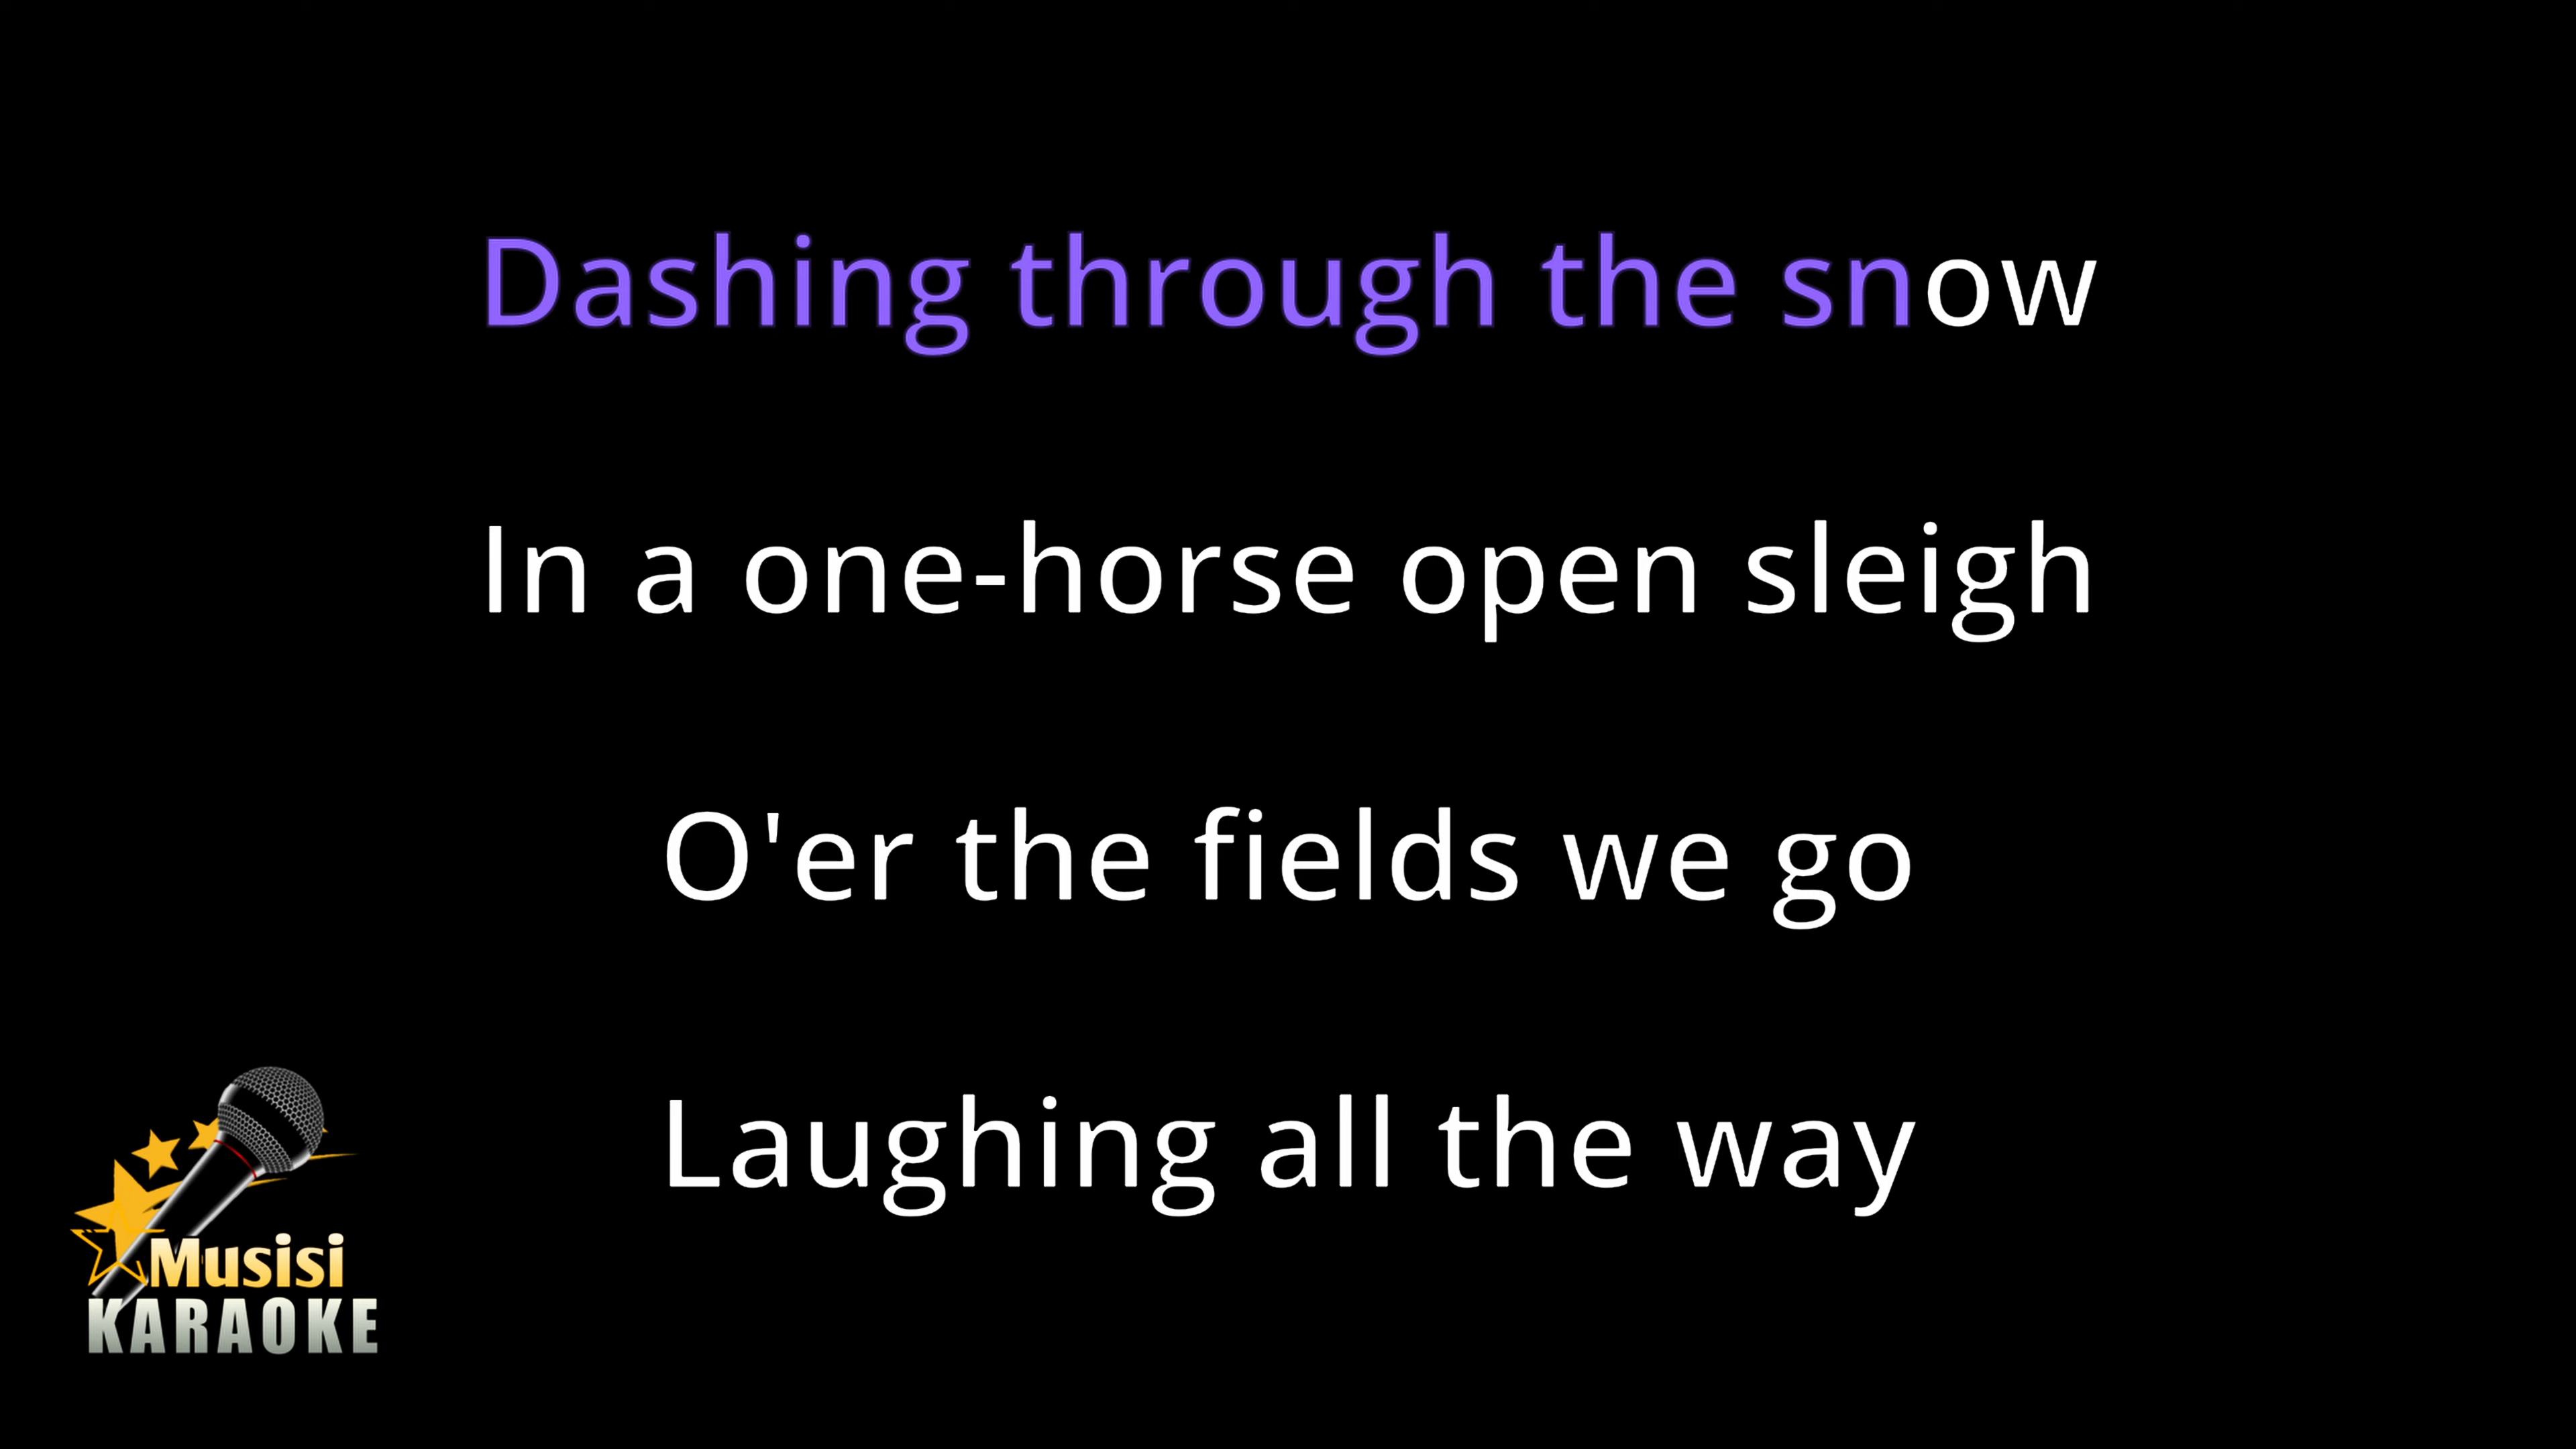 Dashing through the snow
In a one-horse open sleigh
O'er the fields we go
Laughing all the way
Musisi
KARAOKE